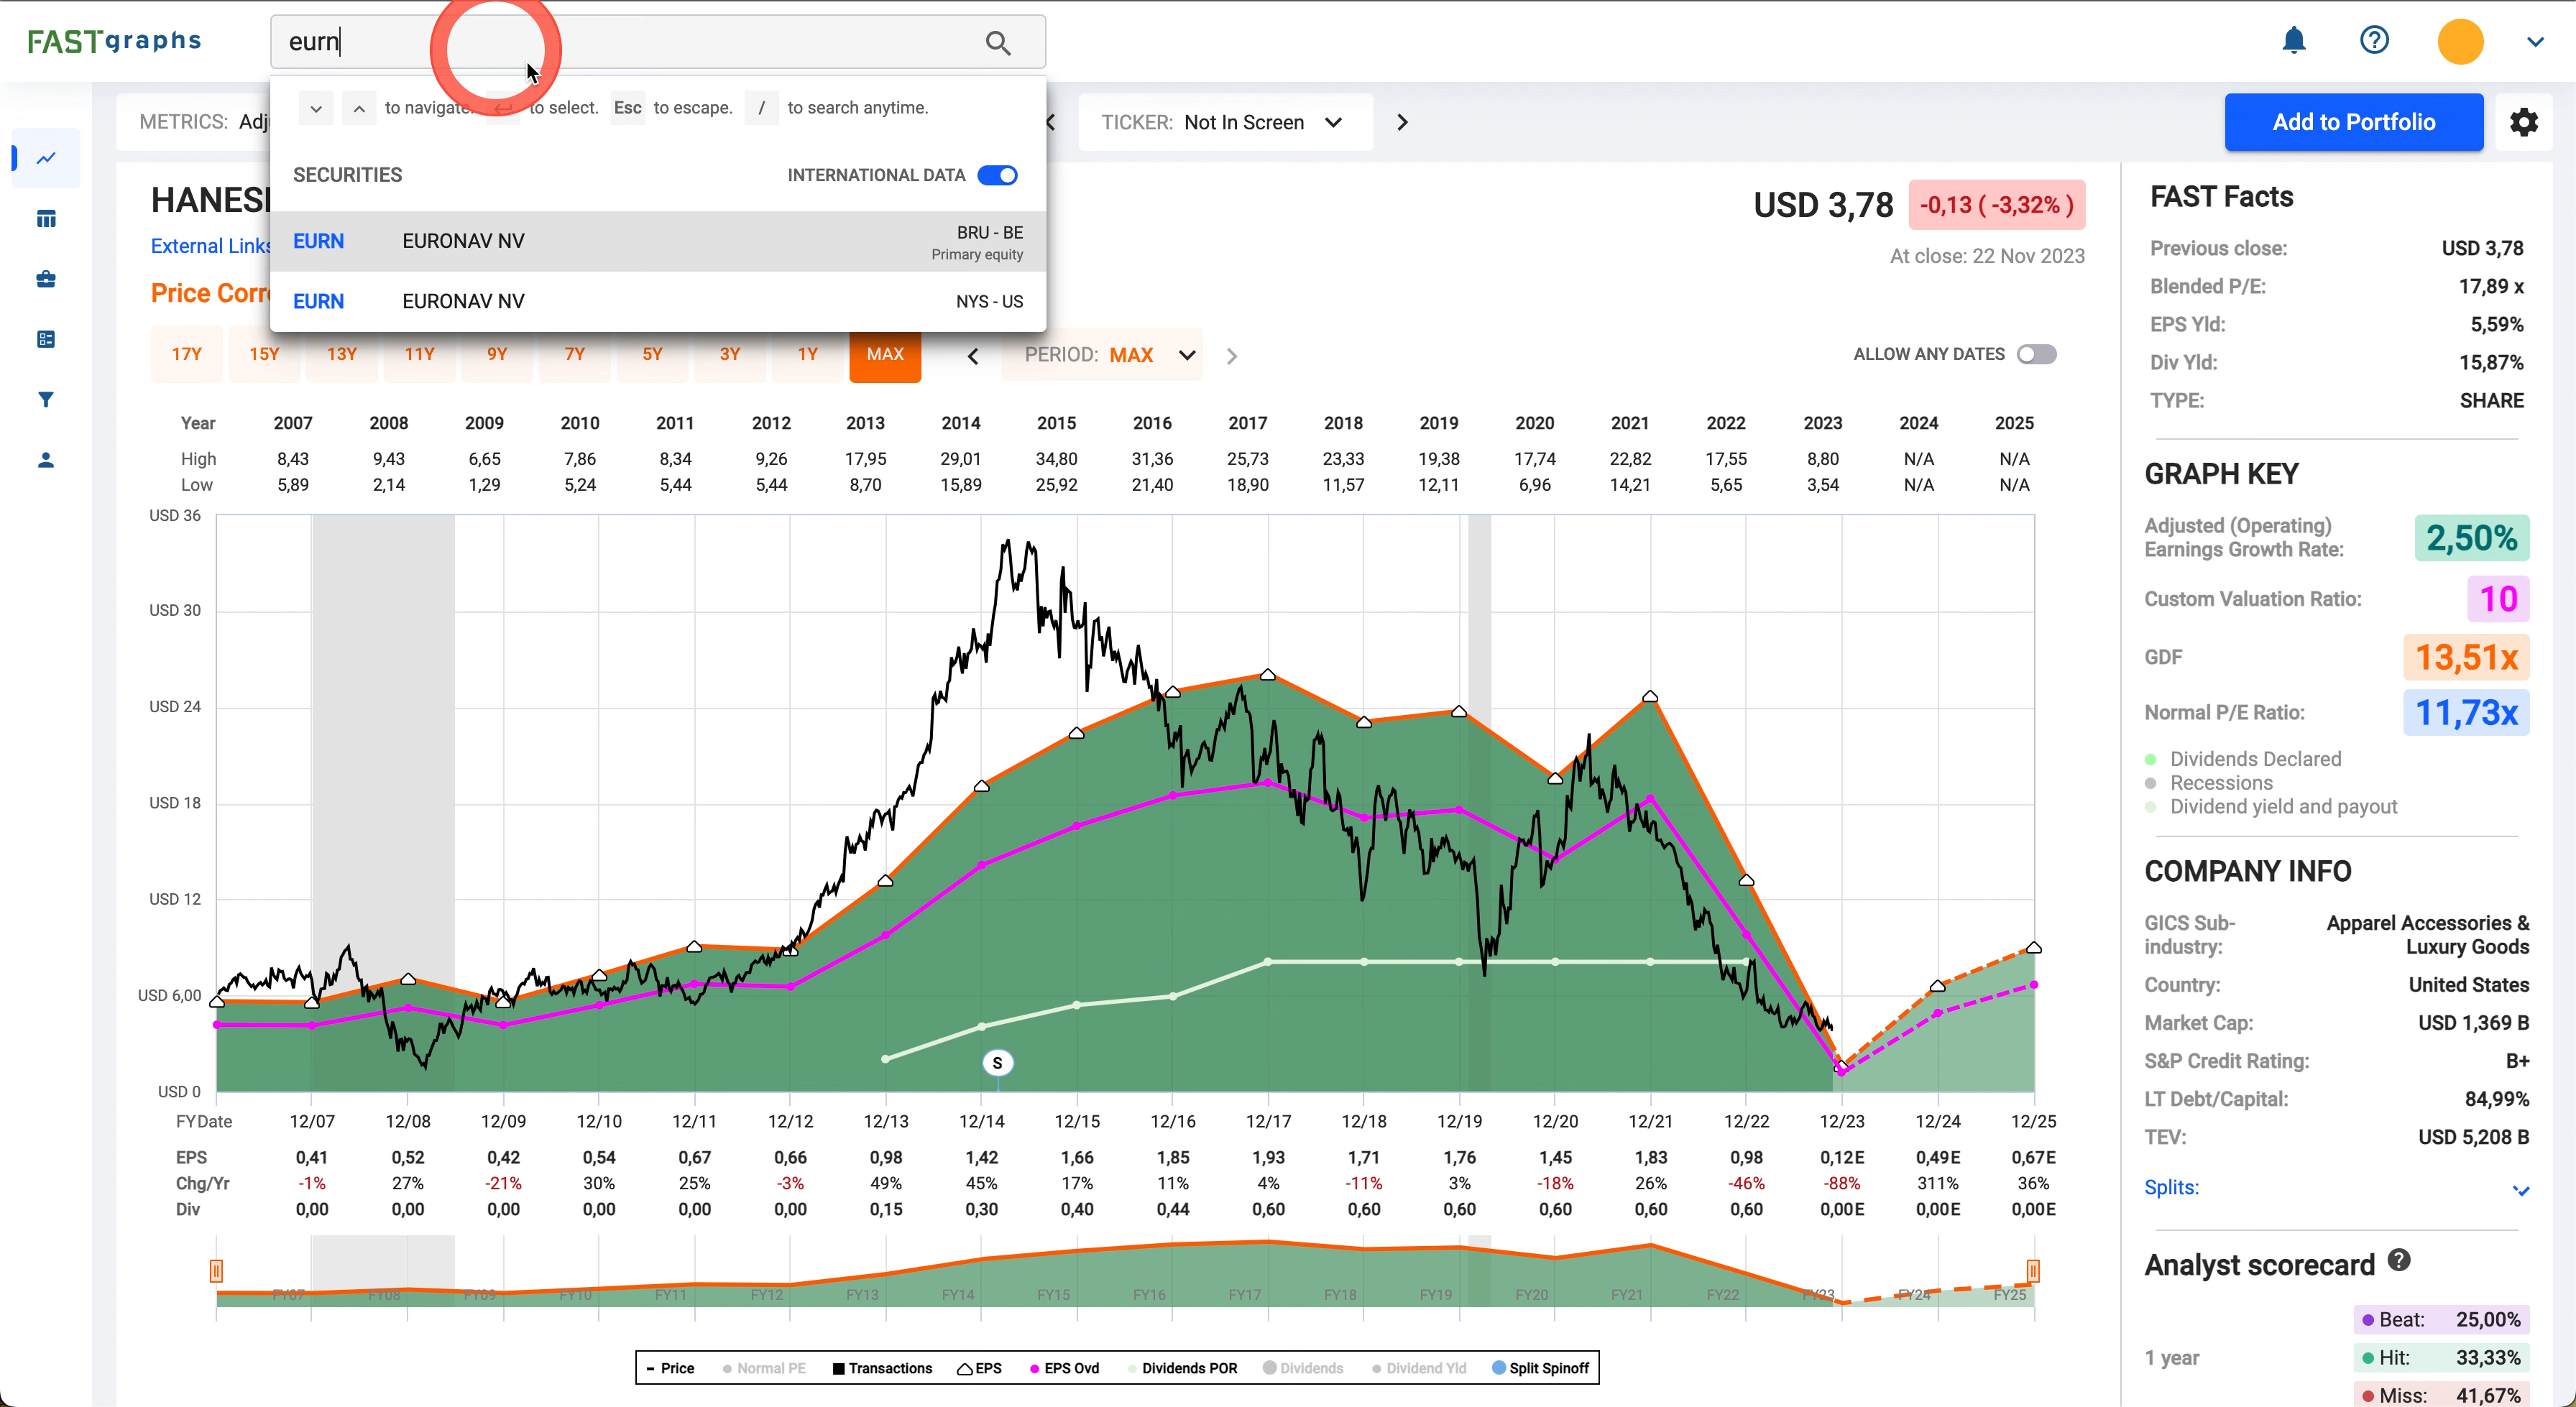 FASTgraphs
eurn
to navigate. to select. Esc to escape. / to search anytime.
SECURITIES INTERNATIONAL DATA
EURN EURONAV NV BRU - BE
Primary equity
EURN EURONAV NV NYS - US
METRICS: Adj
TICKER: Not In Screen
Add to Portfolio
HANES
External Links
Price Corr
USD 3,78 -0,13 ( -3,32% )
At close: 22 Nov 2023
17Y 15Y 13Y 11Y 9Y 7Y 5Y 3Y 1Y MAX PERIOD: MAX ALLOW ANY DATES
Year 2007 2008 2009 2010 2011 2012 2013 2014 2015 2016 2017 2018 2019 2020 2021 2022 2023 2024 2025
High 8,43 9,43 6,65 7,86 8,34 9,26 17,95 29,01 34,80 31,36 25,73 23,33 19,38 17,74 22,82 17,55 8,80 N/A N/A
Low 5,89 2,14 1,29 5,24 5,44 5,44 8,70 15,89 25,92 21,40 18,90 11,57 12,11 6,96 14,21 5,65 3,54 N/A N/A
USD 36
USD 30
USD 24
USD 18
USD 12
USD 6,00
USD 0
S
FYDate 12/07 12/08 12/09 12/10 12/11 12/12 12/13 12/14 12/15 12/16 12/17 12/18 12/19 12/20 12/21 12/22 12/23 12/24 12/25
EPS 0,41 0,52 0,42 0,54 0,67 0,66 0,98 1,42 1,66 1,85 1,93 1,71 1,76 1,45 1,83 0,98 0,12E 0,49E 0,67E
Chg/Yr -1% 27% -21% 30% 25% -3% 49% 45% 17% 11% 4% -11% 3% -18% 26% -46% -88% 311% 36%
Div 0,00 0,00 0,00 0,00 0,00 0,00 0,15 0,30 0,40 0,44 0,60 0,60 0,60 0,60 0,60 0,60 0,00E 0,00E 0,00E
FY07 FY08 FY09 FY10 FY11 FY12 FY13 FY14 FY15 FY16 FY17 FY18 FY19 FY20 FY21 FY22 FY23 FY24 FY25
Price Normal PE Transactions EPS EPS Ovd Dividends POR Dividends Dividend Yld Split Spinoff
FAST Facts
Previous close: USD 3,78
Blended P/E: 17,89 x
EPS Yld: 5,59%
Div Yld: 15,87%
TYPE: SHARE
GRAPH KEY
Adjusted (Operating)
Earnings Growth Rate: 2,50%
Custom Valuation Ratio: 10
GDF 13,51x
Normal P/E Ratio: 11,73x
Dividends Declared
Recessions
Dividend yield and payout
COMPANY INFO
GICS Sub- Apparel Accessories &
industry: Luxury Goods
Country: United States
Market Cap: USD 1,369 B
S&P Credit Rating: B+
LT Debt/Capital: 84,99%
TEV: USD 5,208 B
Splits:
Analyst scorecard ?
Beat: 25,00%
1 year Hit: 33,33%
Miss: 41,67%